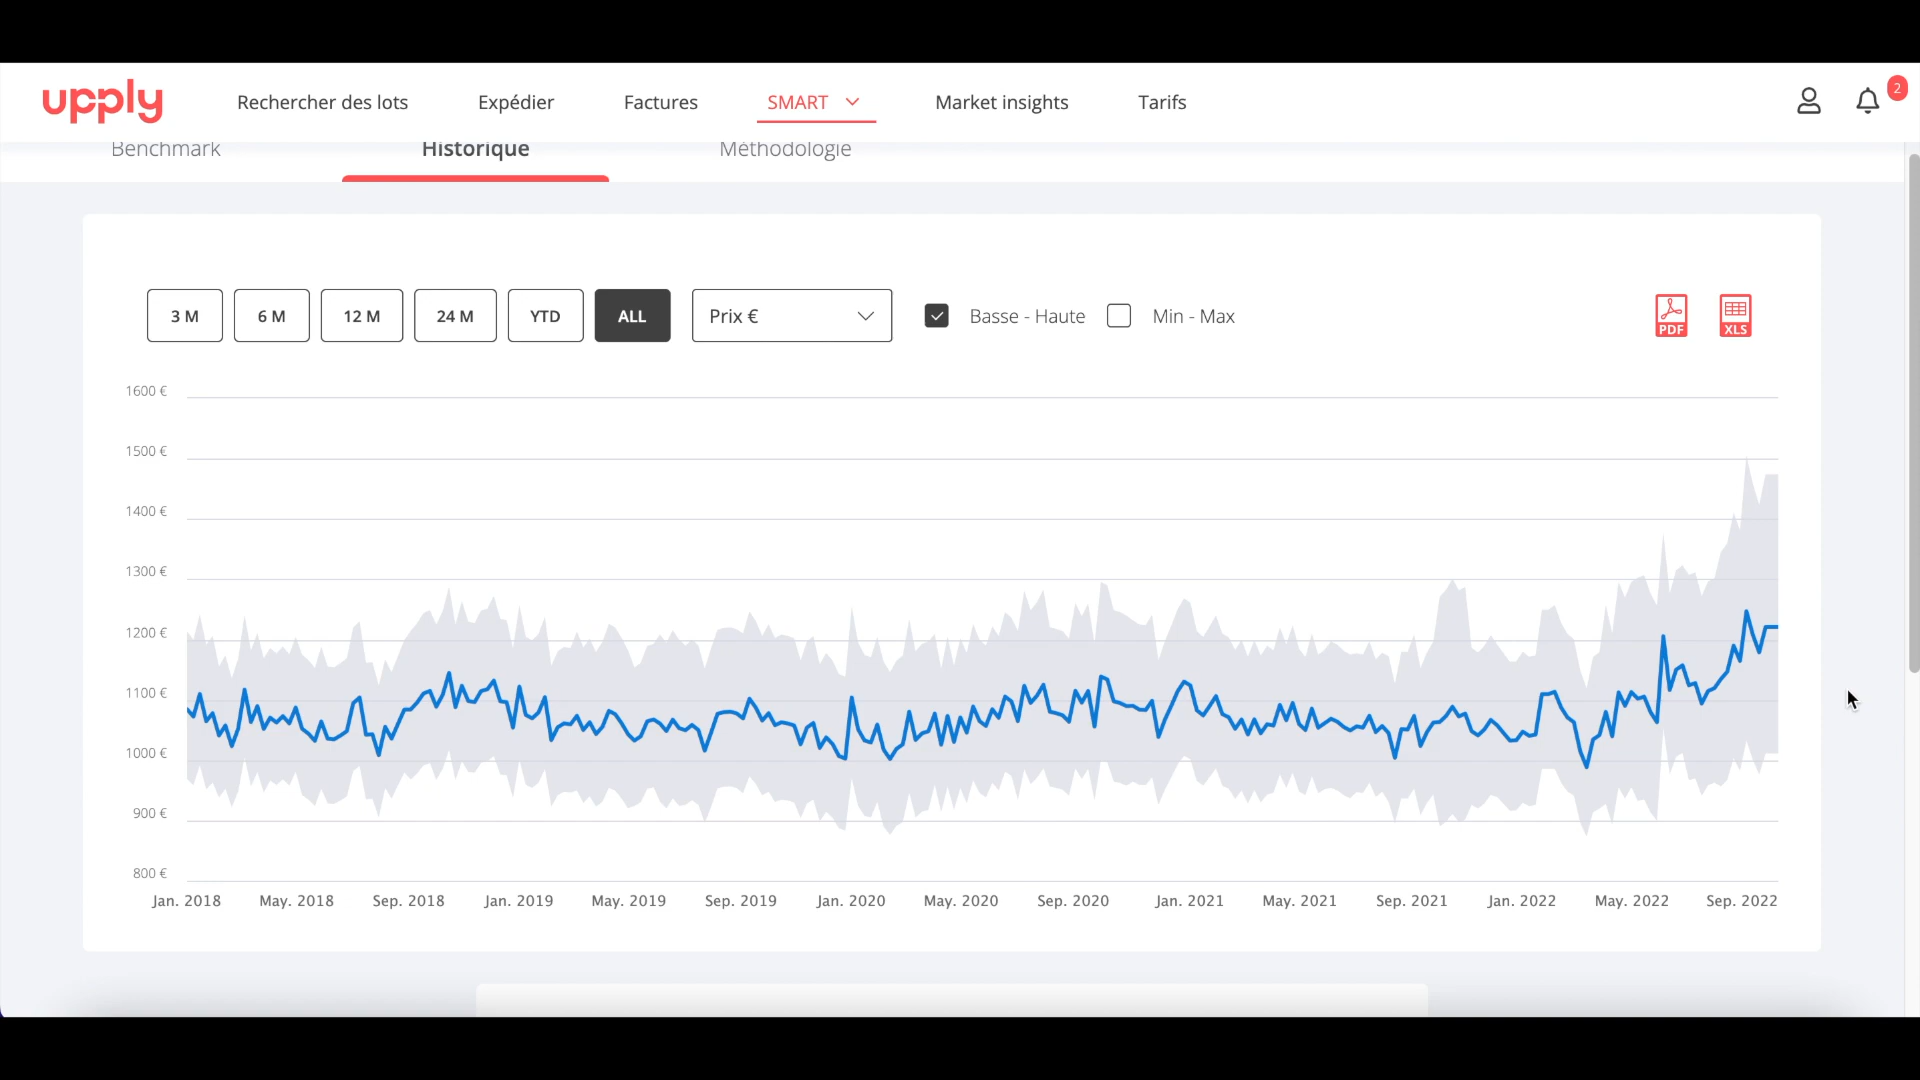 upply
Rechercher des lots
Expédier
Factures
SMART
Market insights
Tarifs
2
Benchmark
Historique
Méthodologie
3 M
6 M
12 M
24 M
YTD
ALL
Prix €
Basse - Haute
Min - Max
PDF
XLS
1600 €
1500 €
1400 €
1300 €
1200 €
1100 €
1000 €
900 €
800 €
Jan. 2018
May. 2018
Sep. 2018
Jan. 2019
May. 2019
Sep. 2019
Jan. 2020
May. 2020
Sep. 2020
Jan. 2021
May. 2021
Sep. 2021
Jan. 2022
May. 2022
Sep. 2022